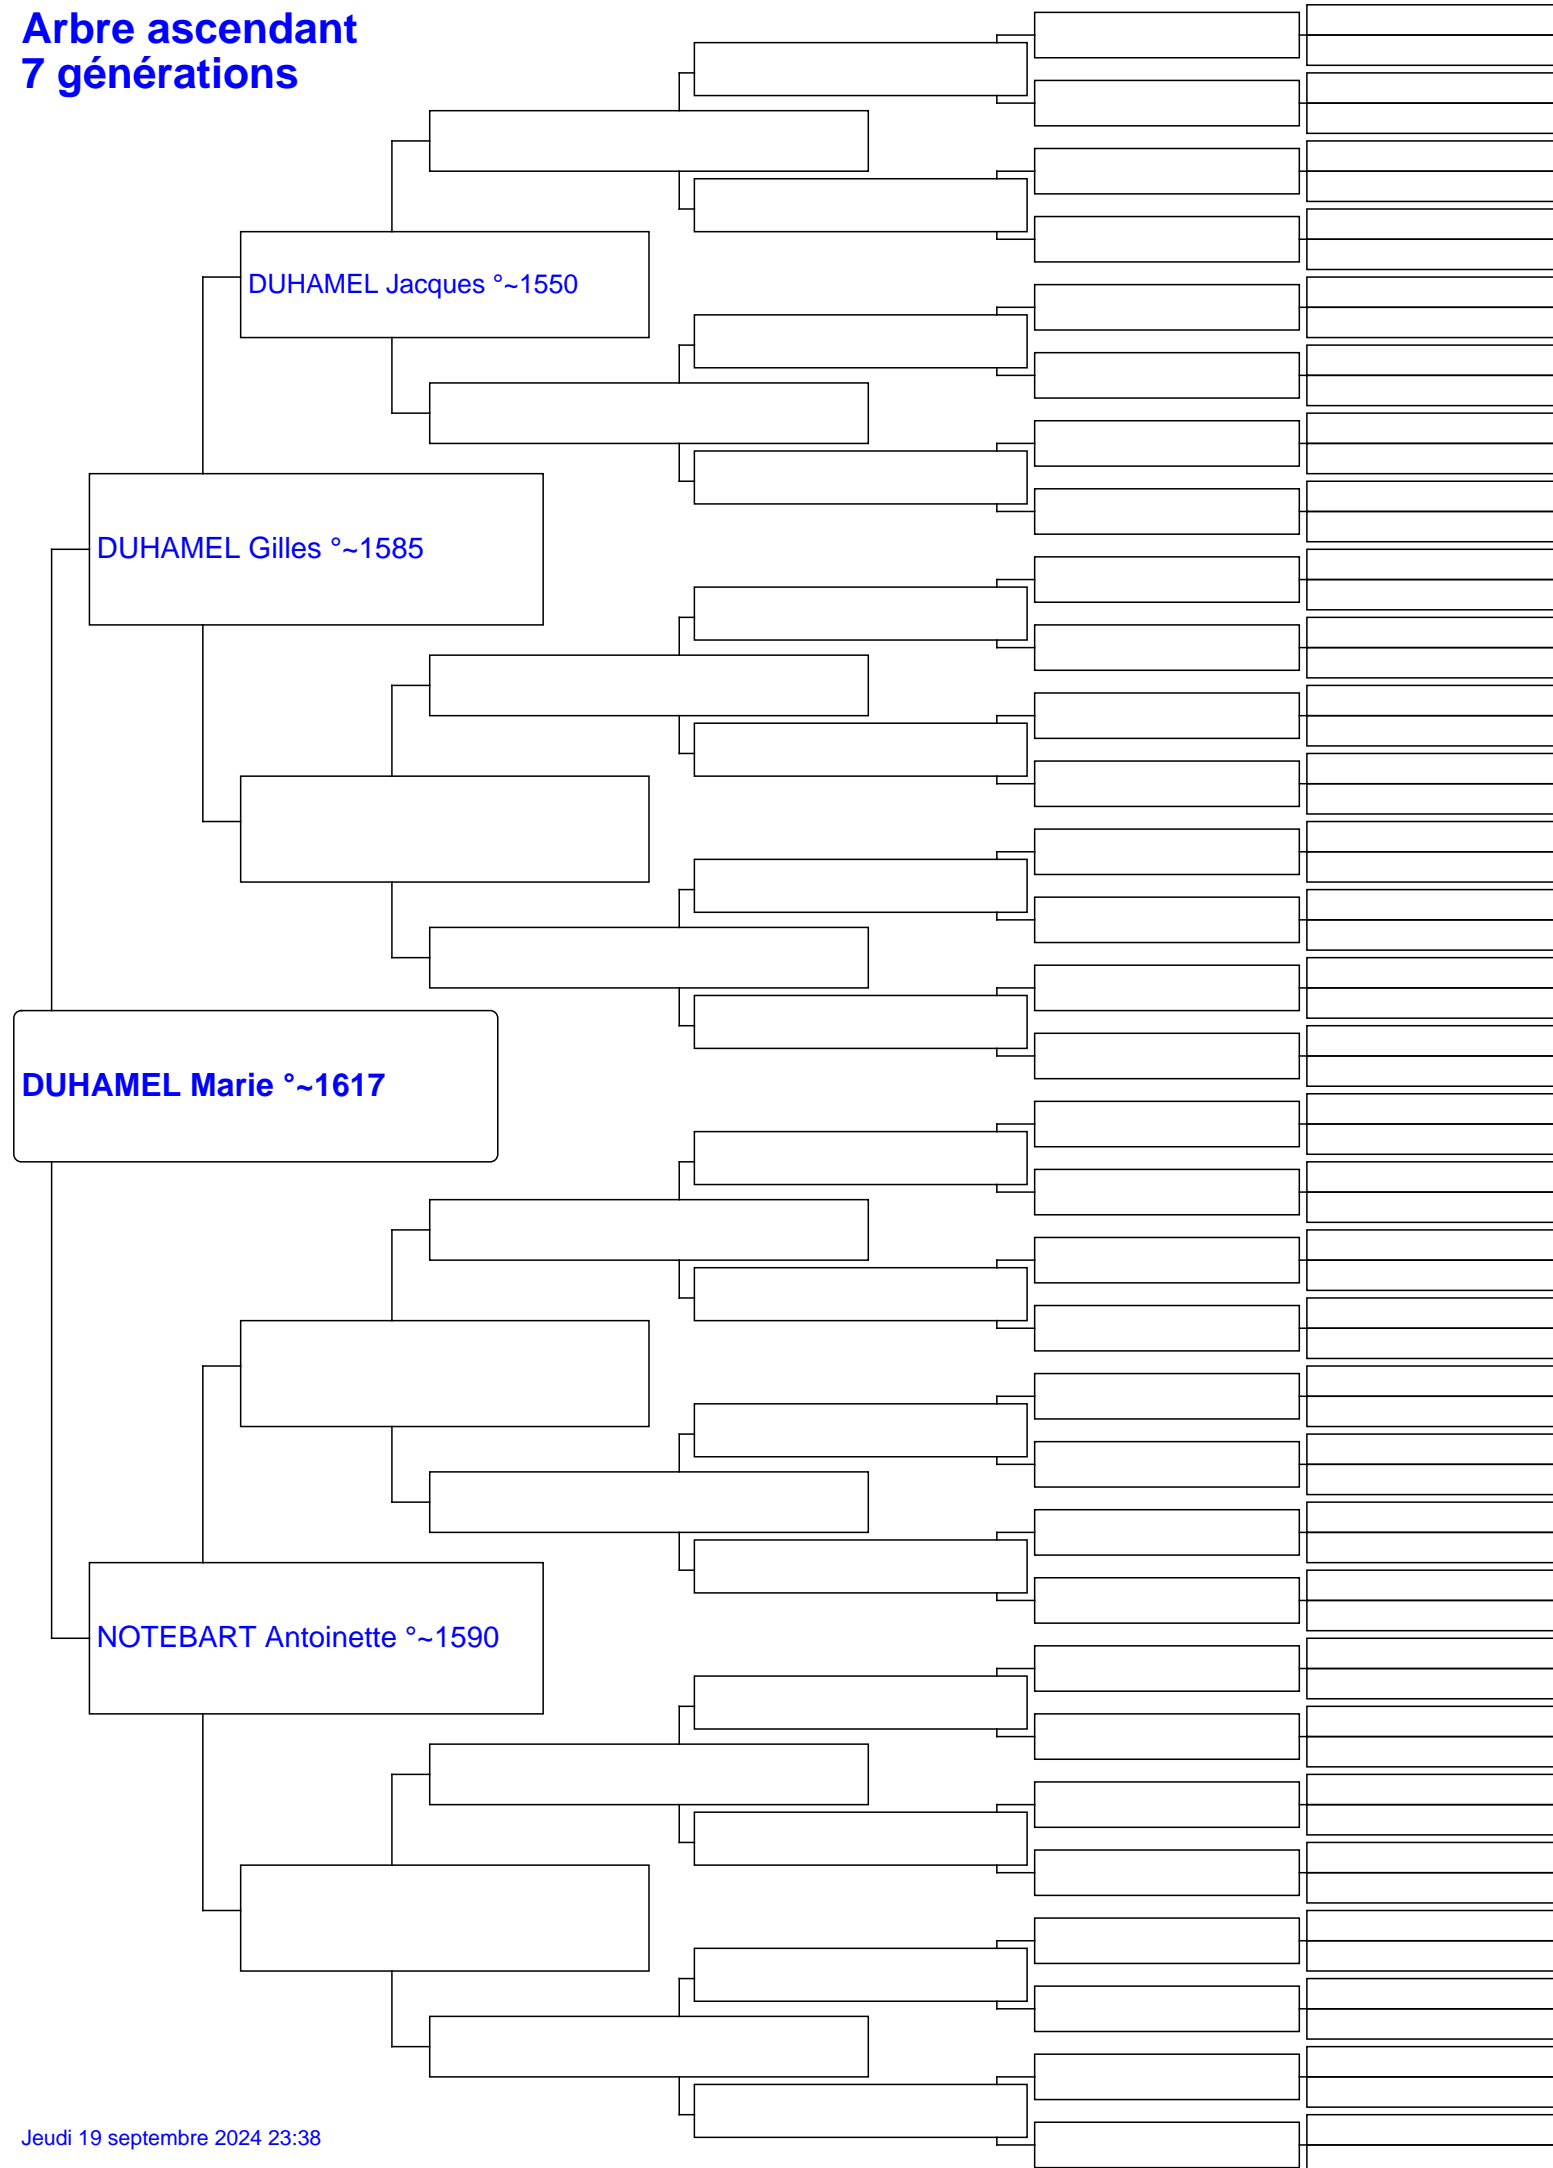 Arbre ascendant
7 générations
DUHAMEL Jacques °~1550
DUHAMEL Gilles °~1585
DUHAMEL Marie °~1617
NOTEBART Antoinette °~1590
Jeudi 19 septembre 2024 23:38